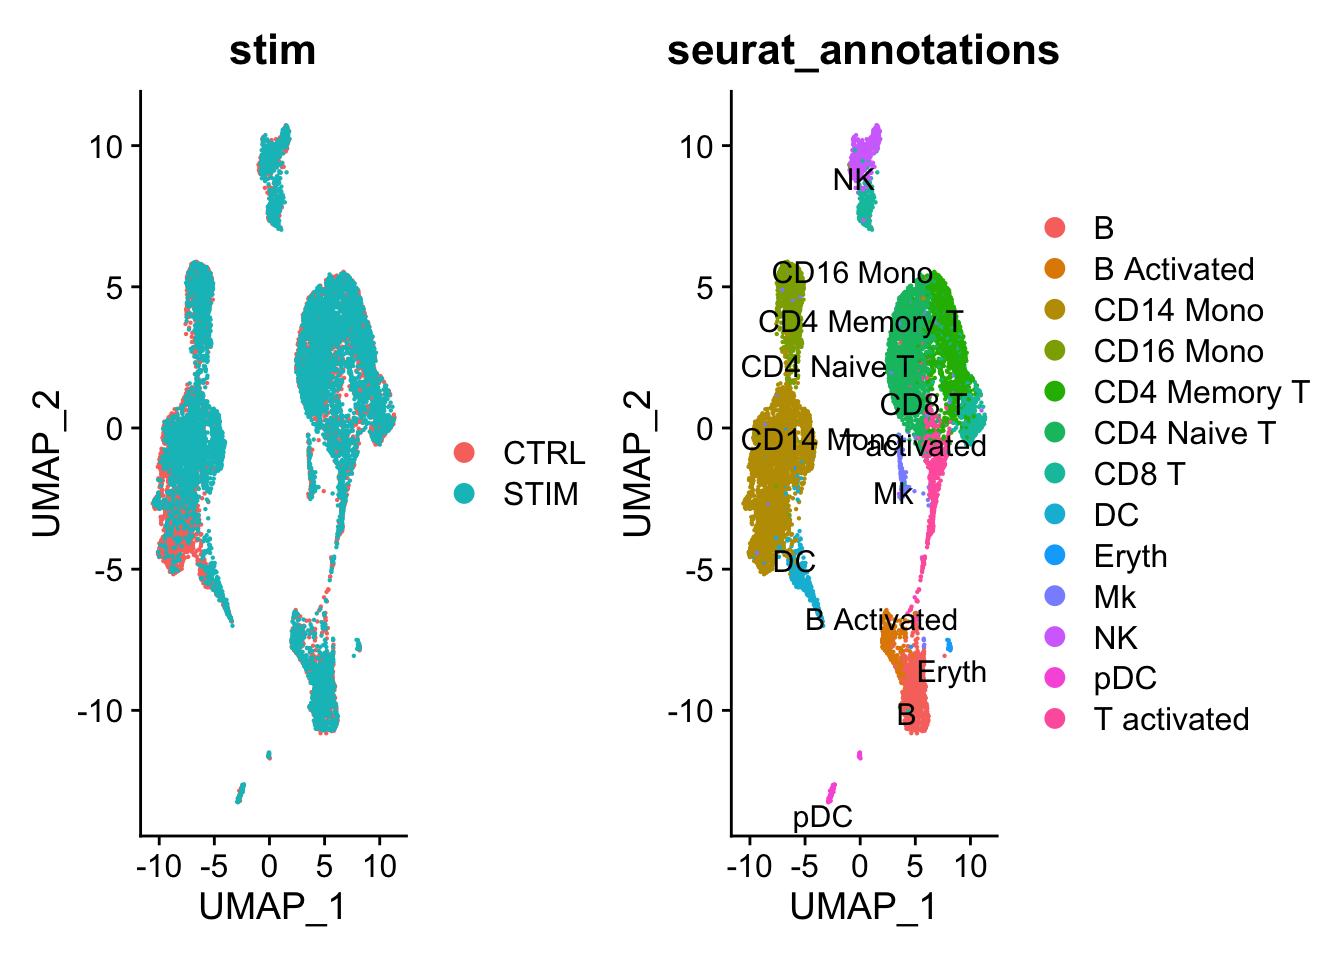 stim
10
5
0
-5
-10
UMAP_2
-10 -5 0 5 10
UMAP_1
CTRL
STIM
seurat_annotations
10
5
0
-5
-10
UMAP_2
NK
CD16 Mono
CD4 Memory T
CD4 Naive T
CD8 T
CD14 Mono
T activated
Mk
DC
B Activated
Eryth
B
pDC
-10 -5 0 5 10
UMAP_1
B
B Activated
CD14 Mono
CD16 Mono
CD4 Memory T
CD4 Naive T
CD8 T
DC
Eryth
Mk
NK
pDC
T activated